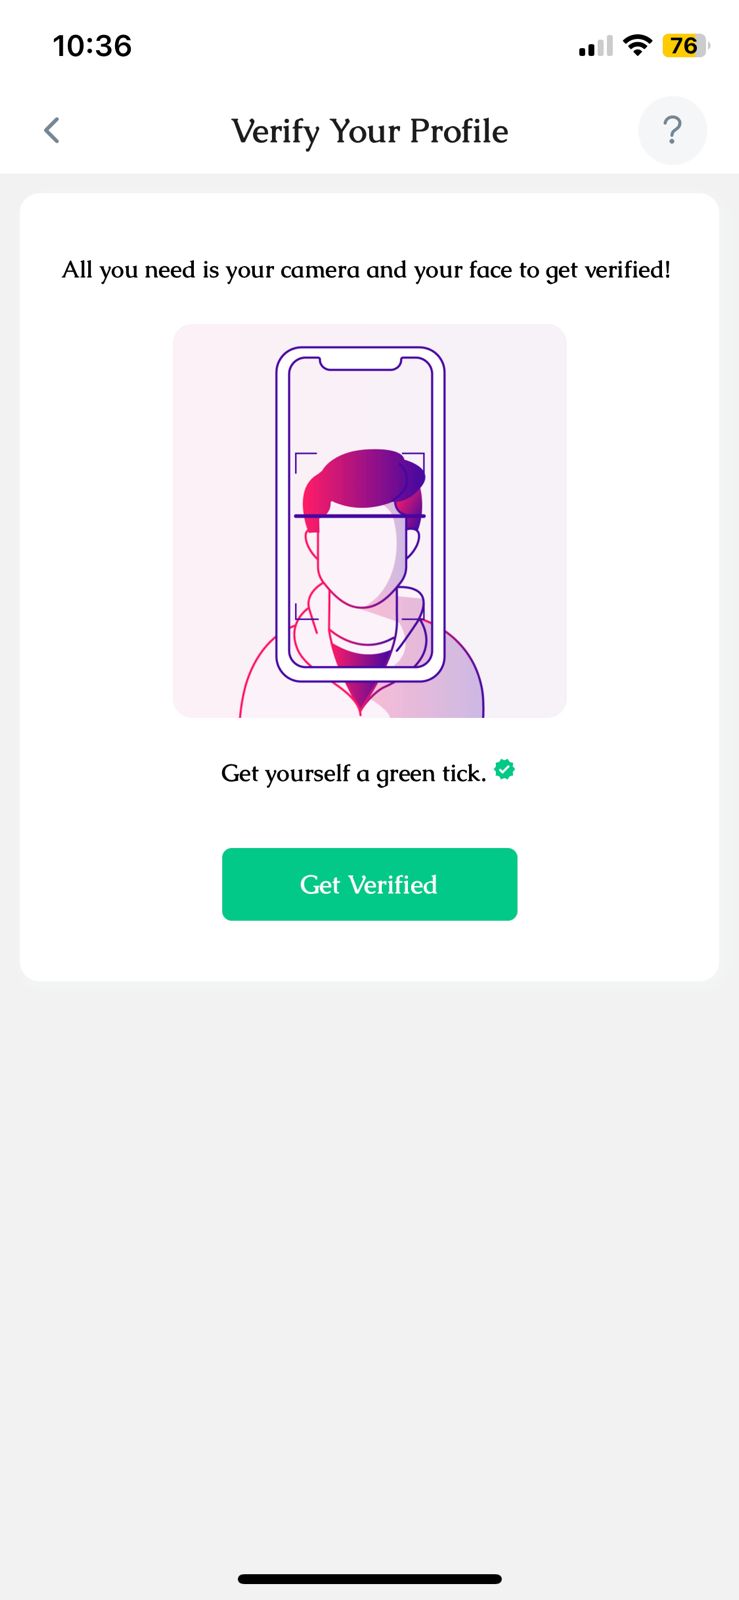 10:36
76
Verify Your Profile
?
All you need is your camera and your face to get verified!
Get yourself a green tick.
Get Verified